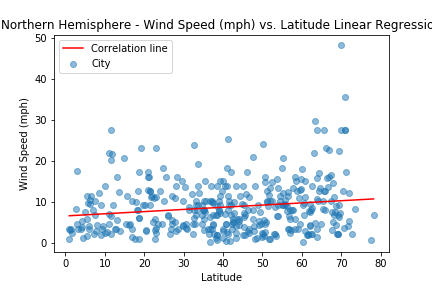 Northern Hemisphere - Wind Speed (mph) vs. Latitude Linear Regressio
Correlation line
City
Wind Speed (mph)
50
40
30
20
10
0
0 10 20 30 40 50 60 70 80
Latitude